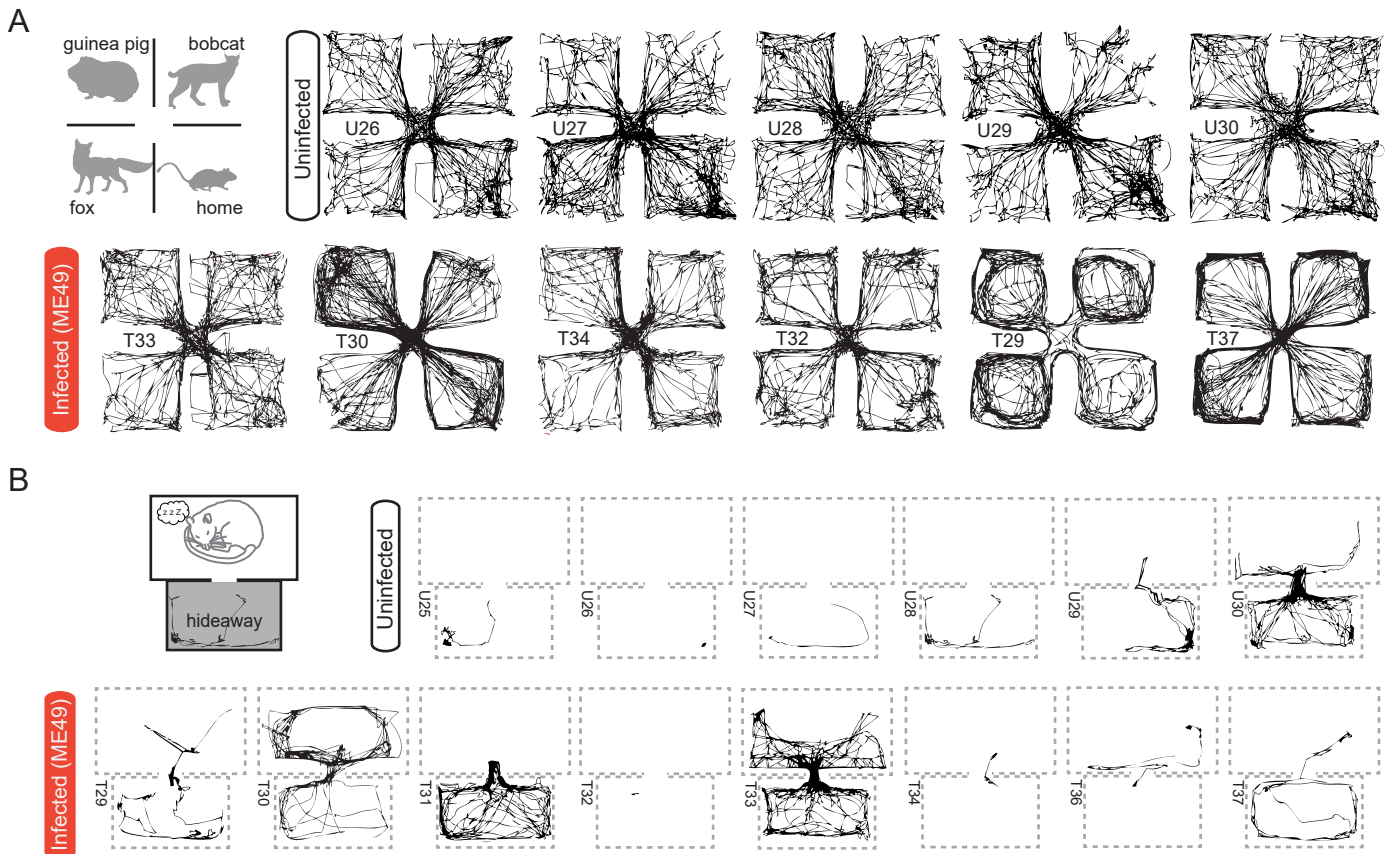 A
guinea pig
bobcat
fox
home
Uninfected
U26
U27
U28
U29
U30
Infected (ME49)
T33
T30
T34
T32
T29
T37
B
z z Z
hideaway
Uninfected
U25
U26
U27
U28
U29
U30
Infected (ME49)
T29
T30
T31
T32
T33
T34
T36
T37